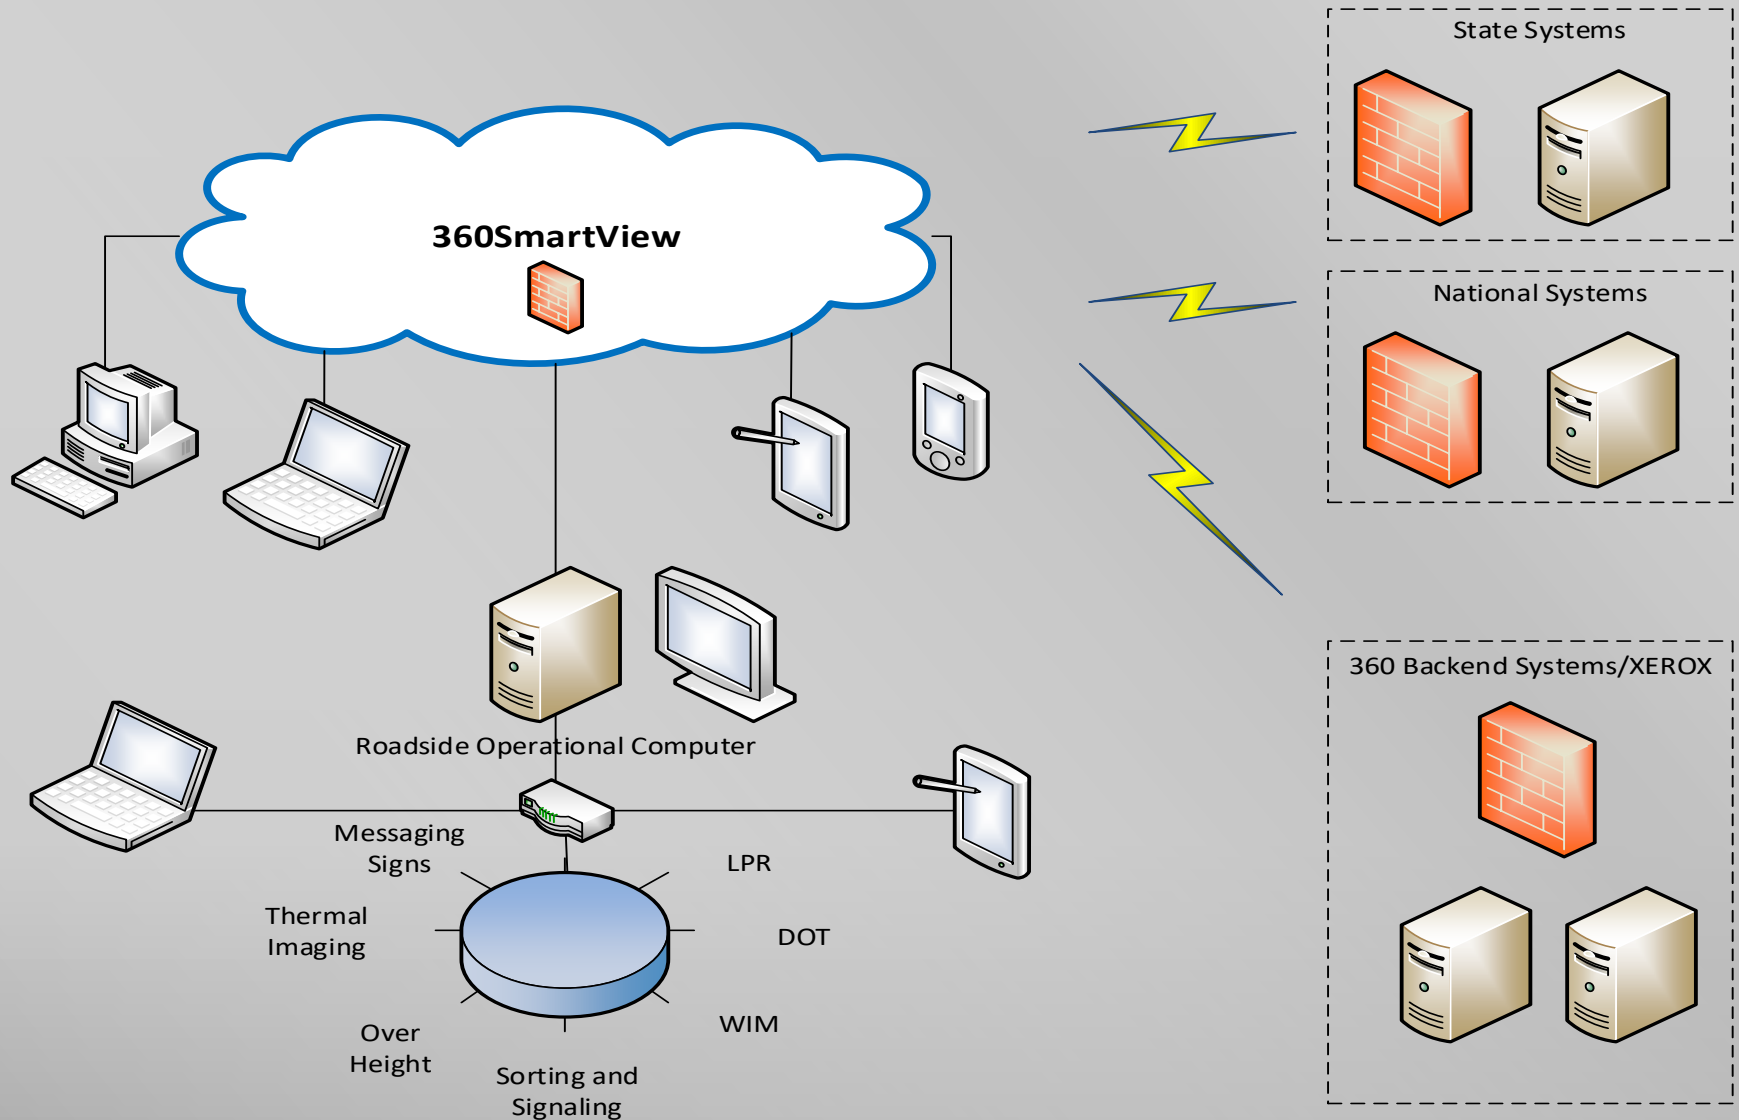 State Systems
360SmartView
National Systems
360 Backend Systems/XEROX
Roadside Operational Computer
Messaging
Signs
LPR
Thermal
Imaging
DOT
Over
Height
WIM
Sorting and
Signaling